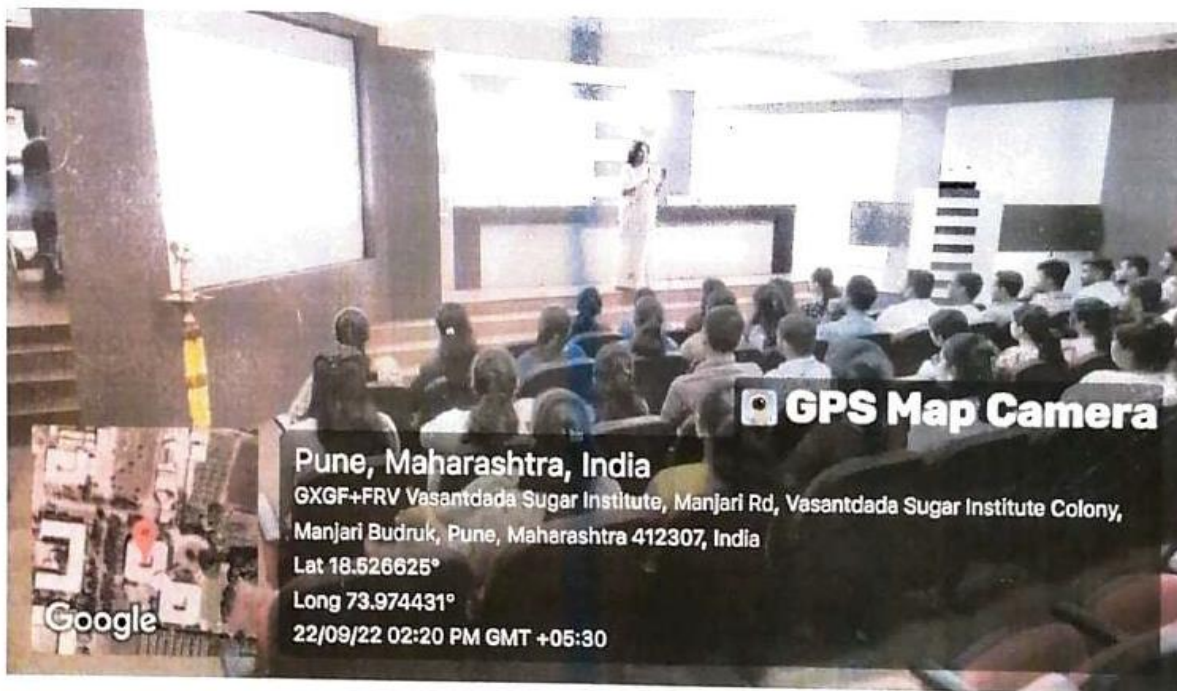 GPS Map Camera
Pune, Maharashtra, India
GXGF+FRV Vasantdada Sugar Institute, Manjari Rd, Vasantdada Sugar Institute Colony,
Manjari Budruk, Pune, Maharashtra 412307, India
Lat 18.526625°
Long 73.974431°
22/09/22 02:20 PM GMT +05:30
Google